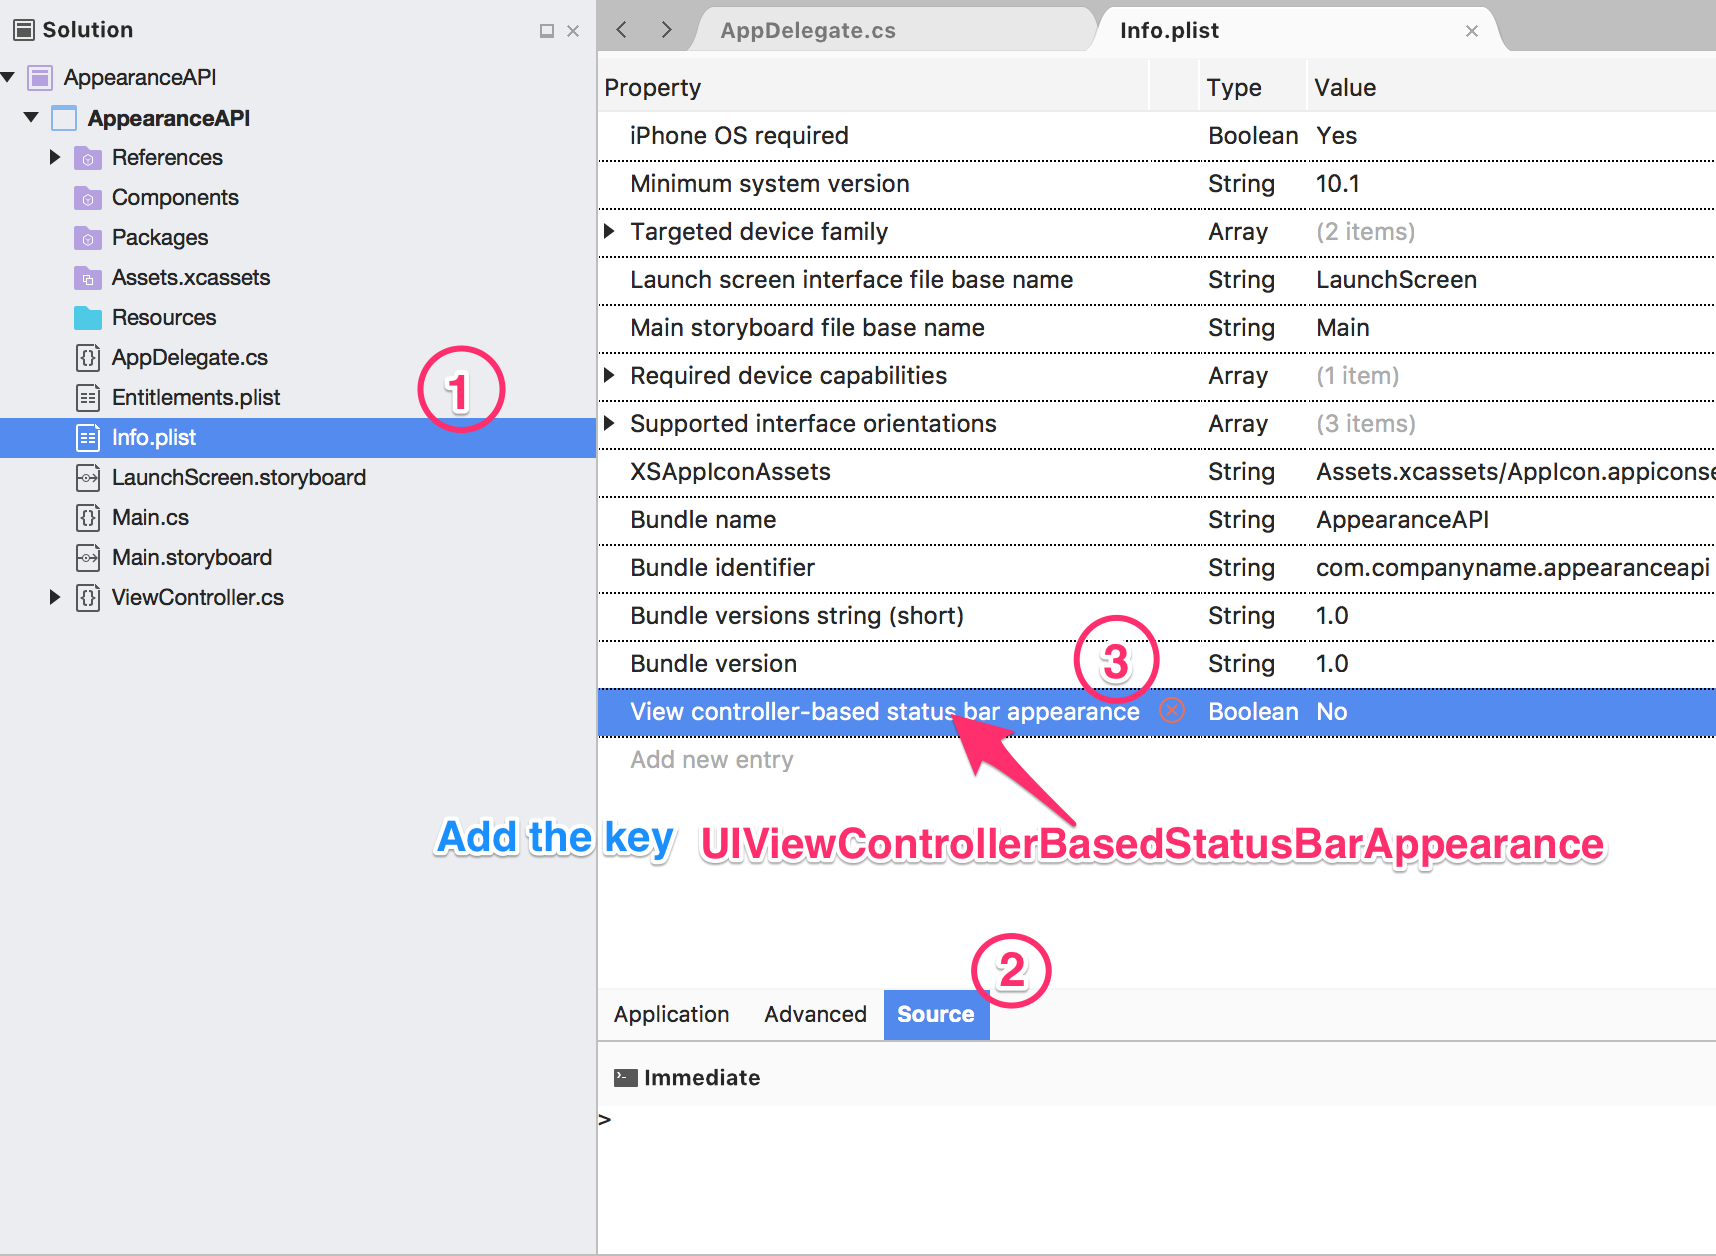 Solution
AppearanceAPI
AppearanceAPI
References
Components
Packages
Assets.xcassets
Resources
AppDelegate.cs
Entitlements.plist
1
Info.plist
LaunchScreen.storyboard
Main.cs
Main.storyboard
ViewController.cs
AppDelegate.cs Info.plist
Property Type Value
iPhone OS required Boolean Yes
Minimum system version String 10.1
Targeted device family Array (2 items)
Launch screen interface file base name String LaunchScreen
Main storyboard file base name String Main
Required device capabilities Array (1 item)
Supported interface orientations Array (3 items)
XSAppIconAssets String Assets.xcassets/AppIcon.appiconse
Bundle name String AppearanceAPI
Bundle identifier String com.companyname.appearanceapi
Bundle versions string (short) String 1.0
Bundle version String 1.0
3
View controller-based status bar appearance Boolean No
Add new entry
Add the key UIViewControllerBasedStatusBarAppearance
2
Application Advanced Source
Immediate
>